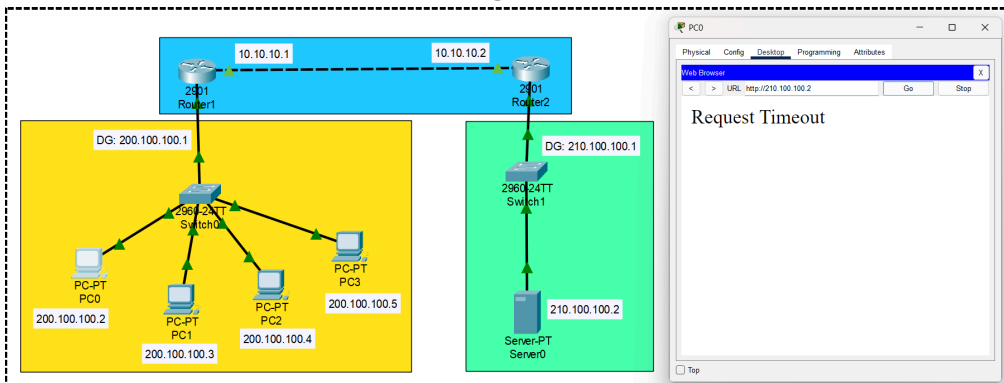 10.10.10.1
10.10.10.2
2901
Router1
2901
Router2
DG: 200.100.100.1
2960-24TT
Switch0
PC-PT
PC0
200.100.100.2
PC-PT
PC1
200.100.100.3
PC-PT
PC2
200.100.100.4
PC-PT
PC3
200.100.100.5
DG: 210.100.100.1
2960-24TT
Switch1
210.100.100.2
Server-PT
Server0
PC0
Physical Config Desktop Programming Attributes
Web Browser X
< > URL http://210.100.100.2 Go Stop
Request Timeout
Top